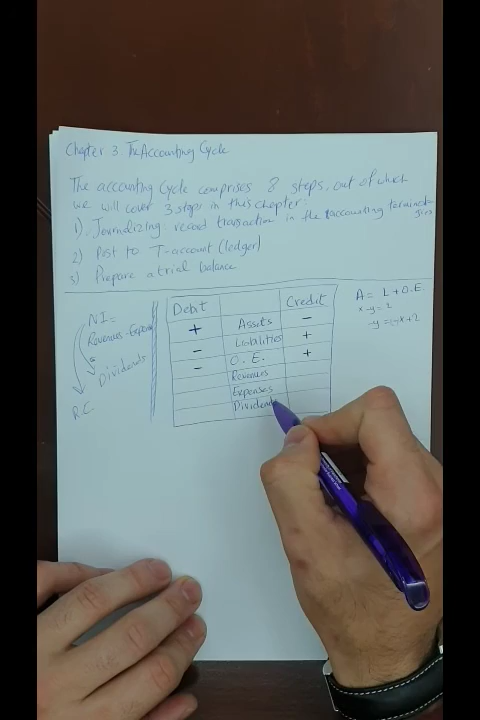 Chapter 3 The Accounting Cycle
The accounting Cycle comprises 8 steps, out of which
we will cover 3 steps in this chapter:
1). Journalizing: record transaction in the accounting
2) Post to T-account (ledger)
3) Prepare a trial balance
Debt Credit
+ Assets -
- Liabilities +
- O. E. +
Revenues
Expenses
Dividends
NI =
Revenues - Expenses
Dividends
A = L + O.E.
x - y = 2
-y = -x + 2